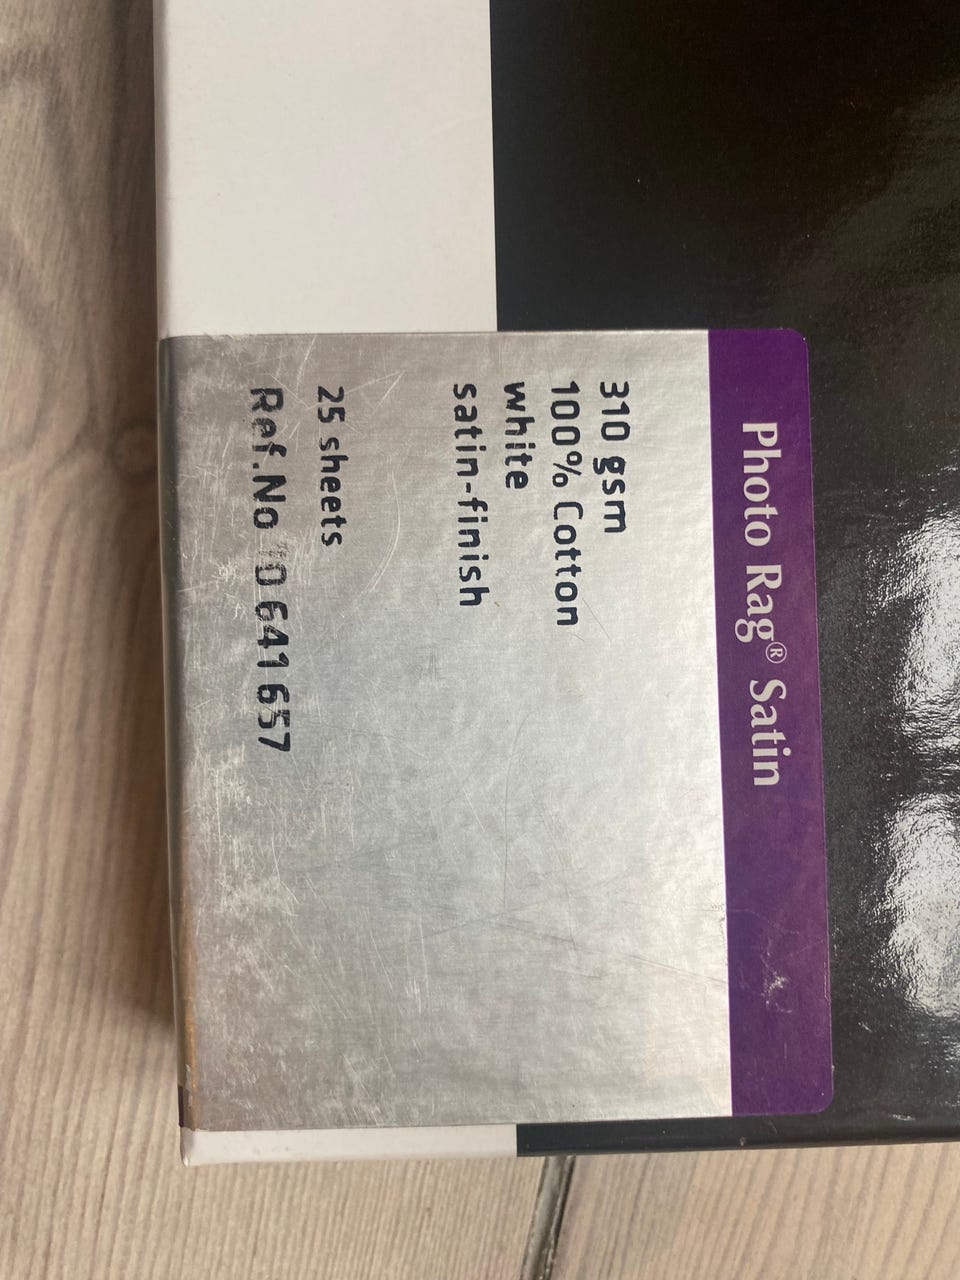 Photo Rag® Satin
310 gsm
100% Cotton
white
satin-finish
25 sheets
Ref.No 10 641 657